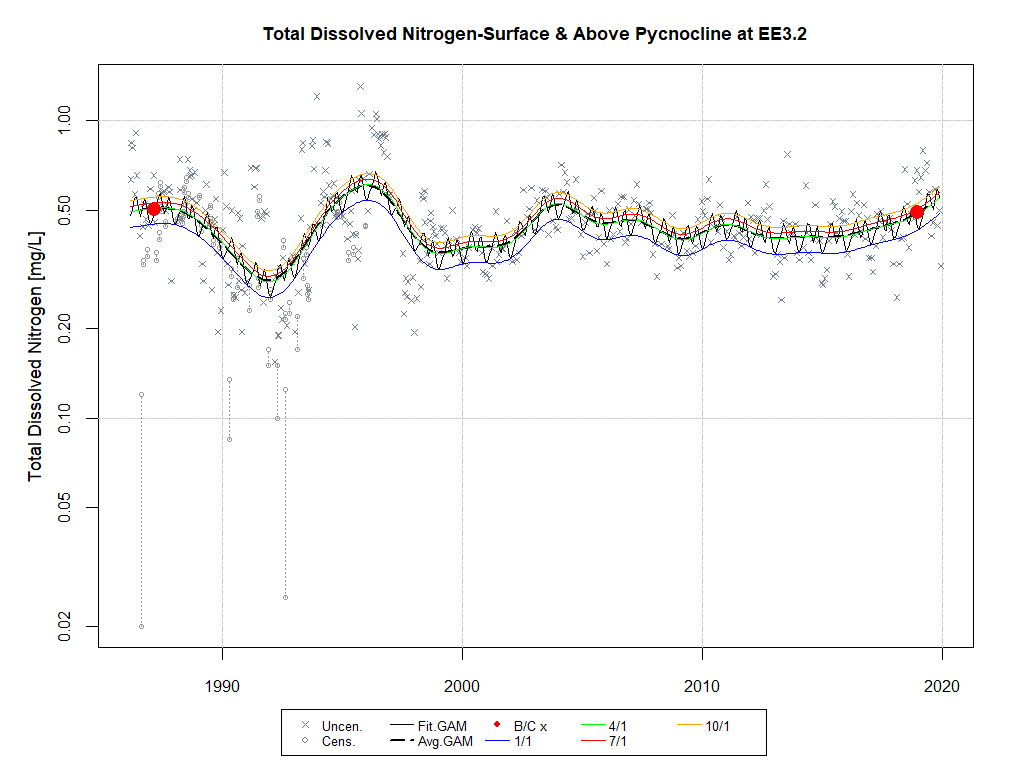 Total Dissolved Nitrogen-Surface & Above Pycnocline at EE3.2
Total Dissolved Nitrogen [mg/L]
1.00
0.50
0.20
0.10
0.05
0.02
1990 2000 2010 2020
Uncen. Fit.GAM B/C x 4/1 10/1
Cens. Avg.GAM 1/1 7/1